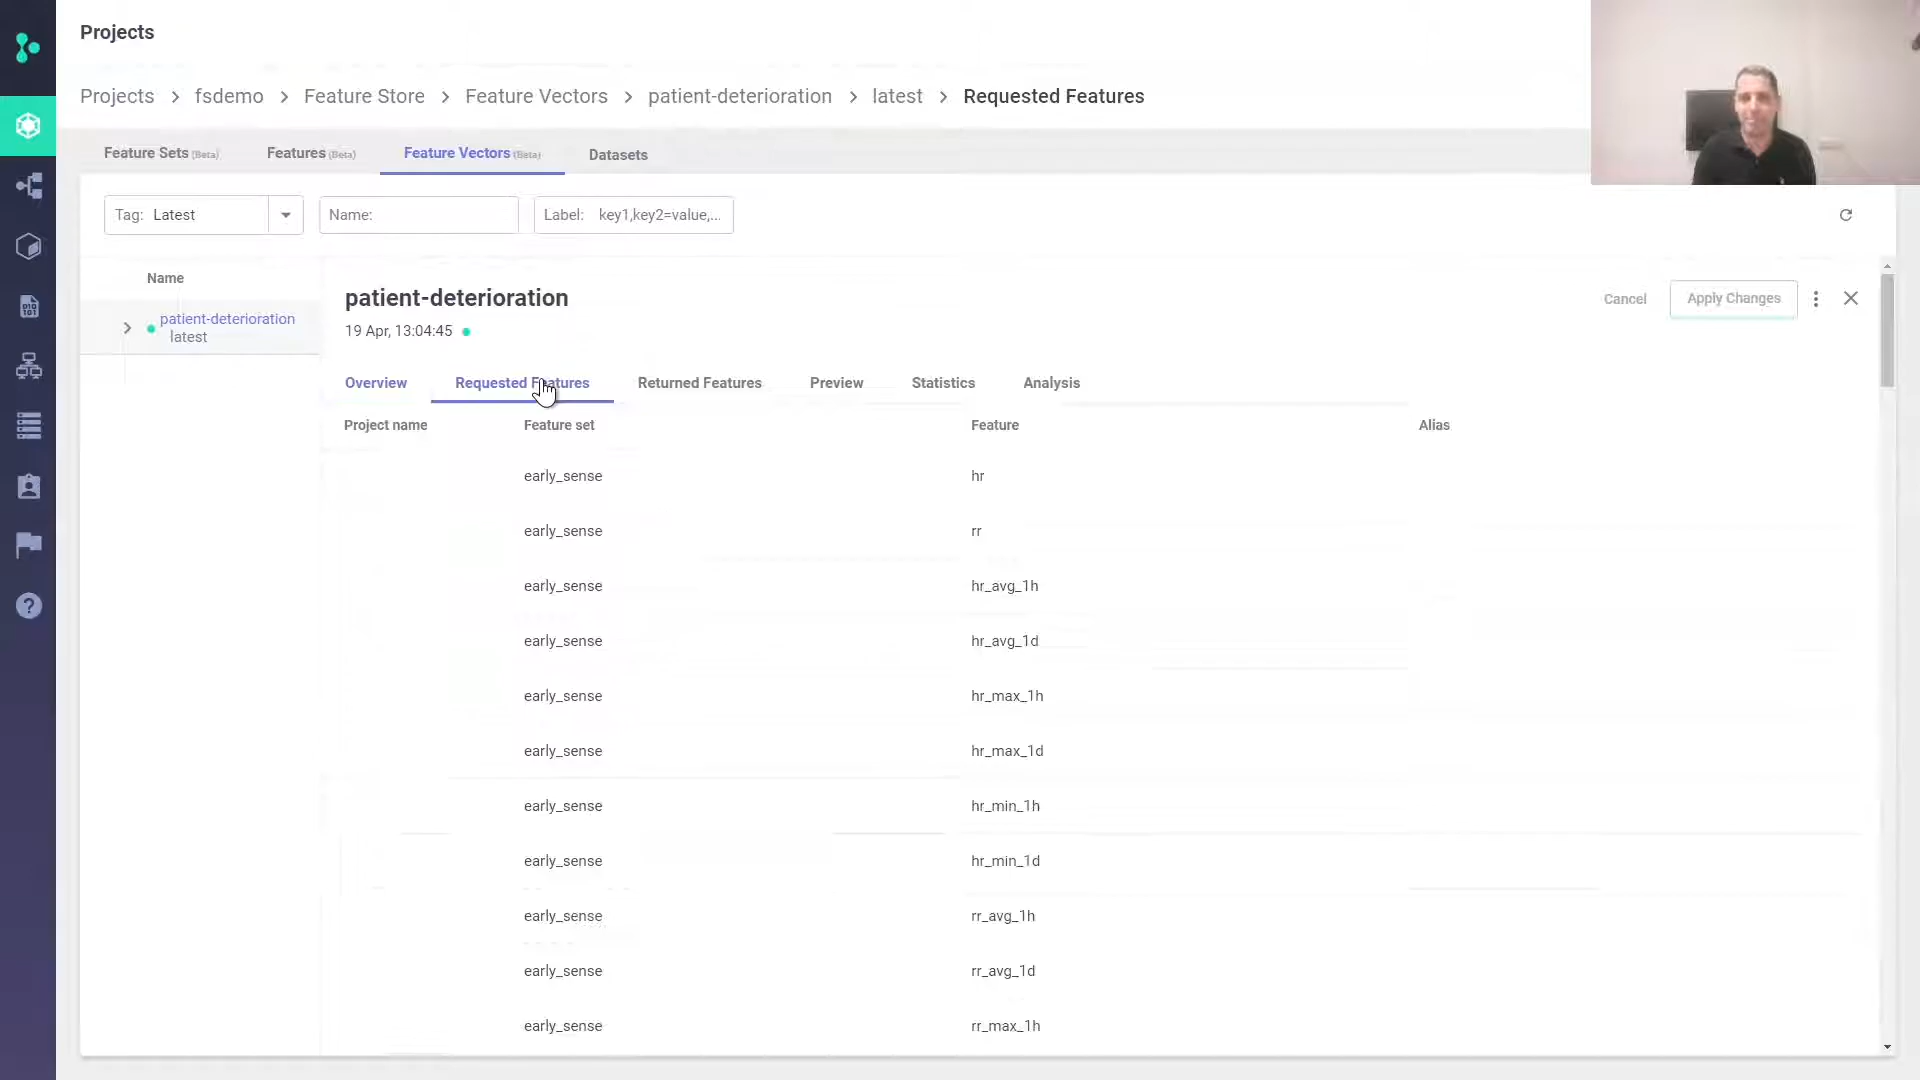 Projects
Projects > fsdemo > Feature Store > Feature Vectors > patient-deterioration > latest > Requested Features
Feature Sets (Beta) Features (Beta) Feature Vectors (Beta) Datasets
Tag: Latest Name: Label: key1,key2=value,...
Name
patient-deterioration
latest
patient-deterioration
19 Apr, 13:04:45
Cancel Apply Changes
Overview Requested Features Returned Features Preview Statistics Analysis
Project name Feature set Feature Alias
early_sense hr
early_sense rr
early_sense hr_avg_1h
early_sense hr_avg_1d
early_sense hr_max_1h
early_sense hr_max_1d
early_sense hr_min_1h
early_sense hr_min_1d
early_sense rr_avg_1h
early_sense rr_avg_1d
early_sense rr_max_1h